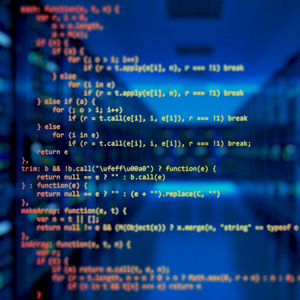 each: function(e, t, n) {
var r, i = 0,
o = e.length,
a = M(e);
if (n) {
if (a) {
for (; o > i; i++)
if (r = t.apply(e[i], n), r === !1) break
} else
for (i in e)
if (r = t.apply(e[i], n), r === !1) break
} else if (a) {
for (; o > i; i++)
if (r = t.call(e[i], i, e[i]), r === !1) break
} else
for (i in e)
if (r = t.call(e[i], i, e[i]), r === !1) break;
return e
},
trim: b && !b.call("\ufeff\u00a0") ? function(e) {
return null == e ? "" : b.call(e)
} : function(e) {
return null == e ? "" : (e + "").replace(C, "")
},
makeArray: function(e, t) {
var n = t || [];
return null != e && (M(Object(e)) ? x.merge(n, "string" == typeof e
},
inArray: function(e, t, n) {
var r;
if (t) {
if (m) return m.call(t, e, n);
for (r = t.length, n = n ? 0 > n ? Math.max(0, r + n) : n : 0;
if (n in t && t[n] === e) return n